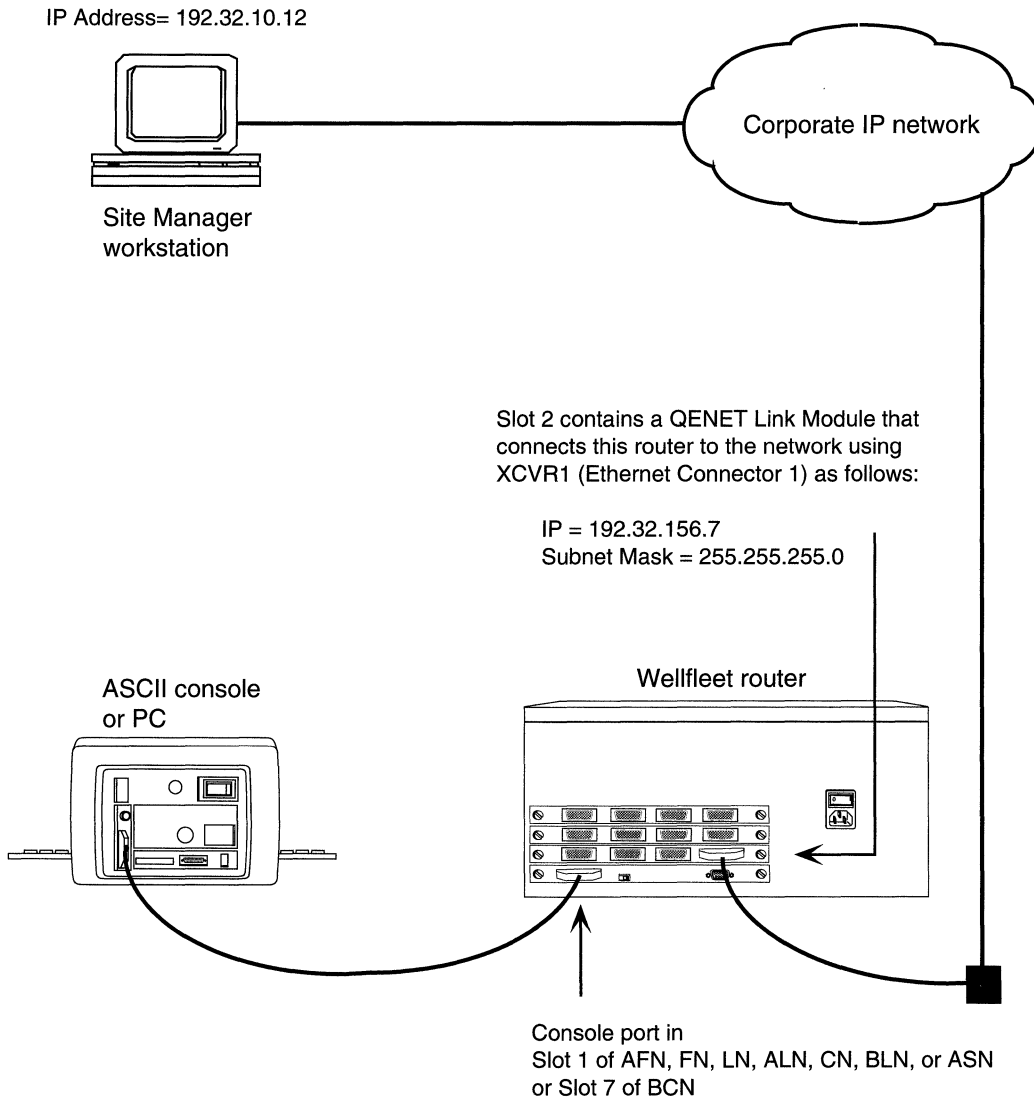 IP Address= 192.32.10.12
Corporate IP network
Site Manager
workstation
Slot 2 contains a QENET Link Module that
connects this router to the network using
XCVR1 (Ethernet Connector 1) as follows:
IP = 192.32.156.7
Subnet Mask = 255.255.255.0
Wellfleet router
ASCII console
or PC
Console port in
Slot 1 of AFN, FN, LN, ALN, CN, BLN, or ASN
or Slot 7 of BCN